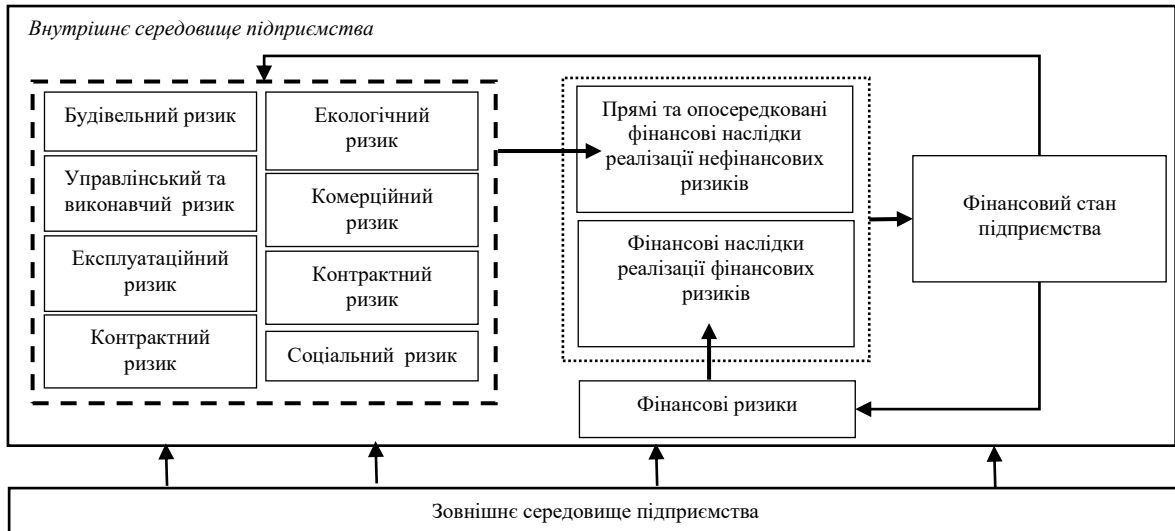 Внутрішнє середовище підприємства
Будівельний ризик
Управлінський та
виконавчий ризик
Експлуатаційний
ризик
Контрактний
ризик
Екологічний
ризик
Комерційний
ризик
Контрактний
ризик
Соціальний ризик
Прямі та опосередковані
фінансові наслідки
реалізації нефінансових
ризиків
Фінансові наслідки
реалізації фінансових
ризиків
Фінансові ризики
Фінансовий стан
підприємства
Зовнішнє середовище підприємства